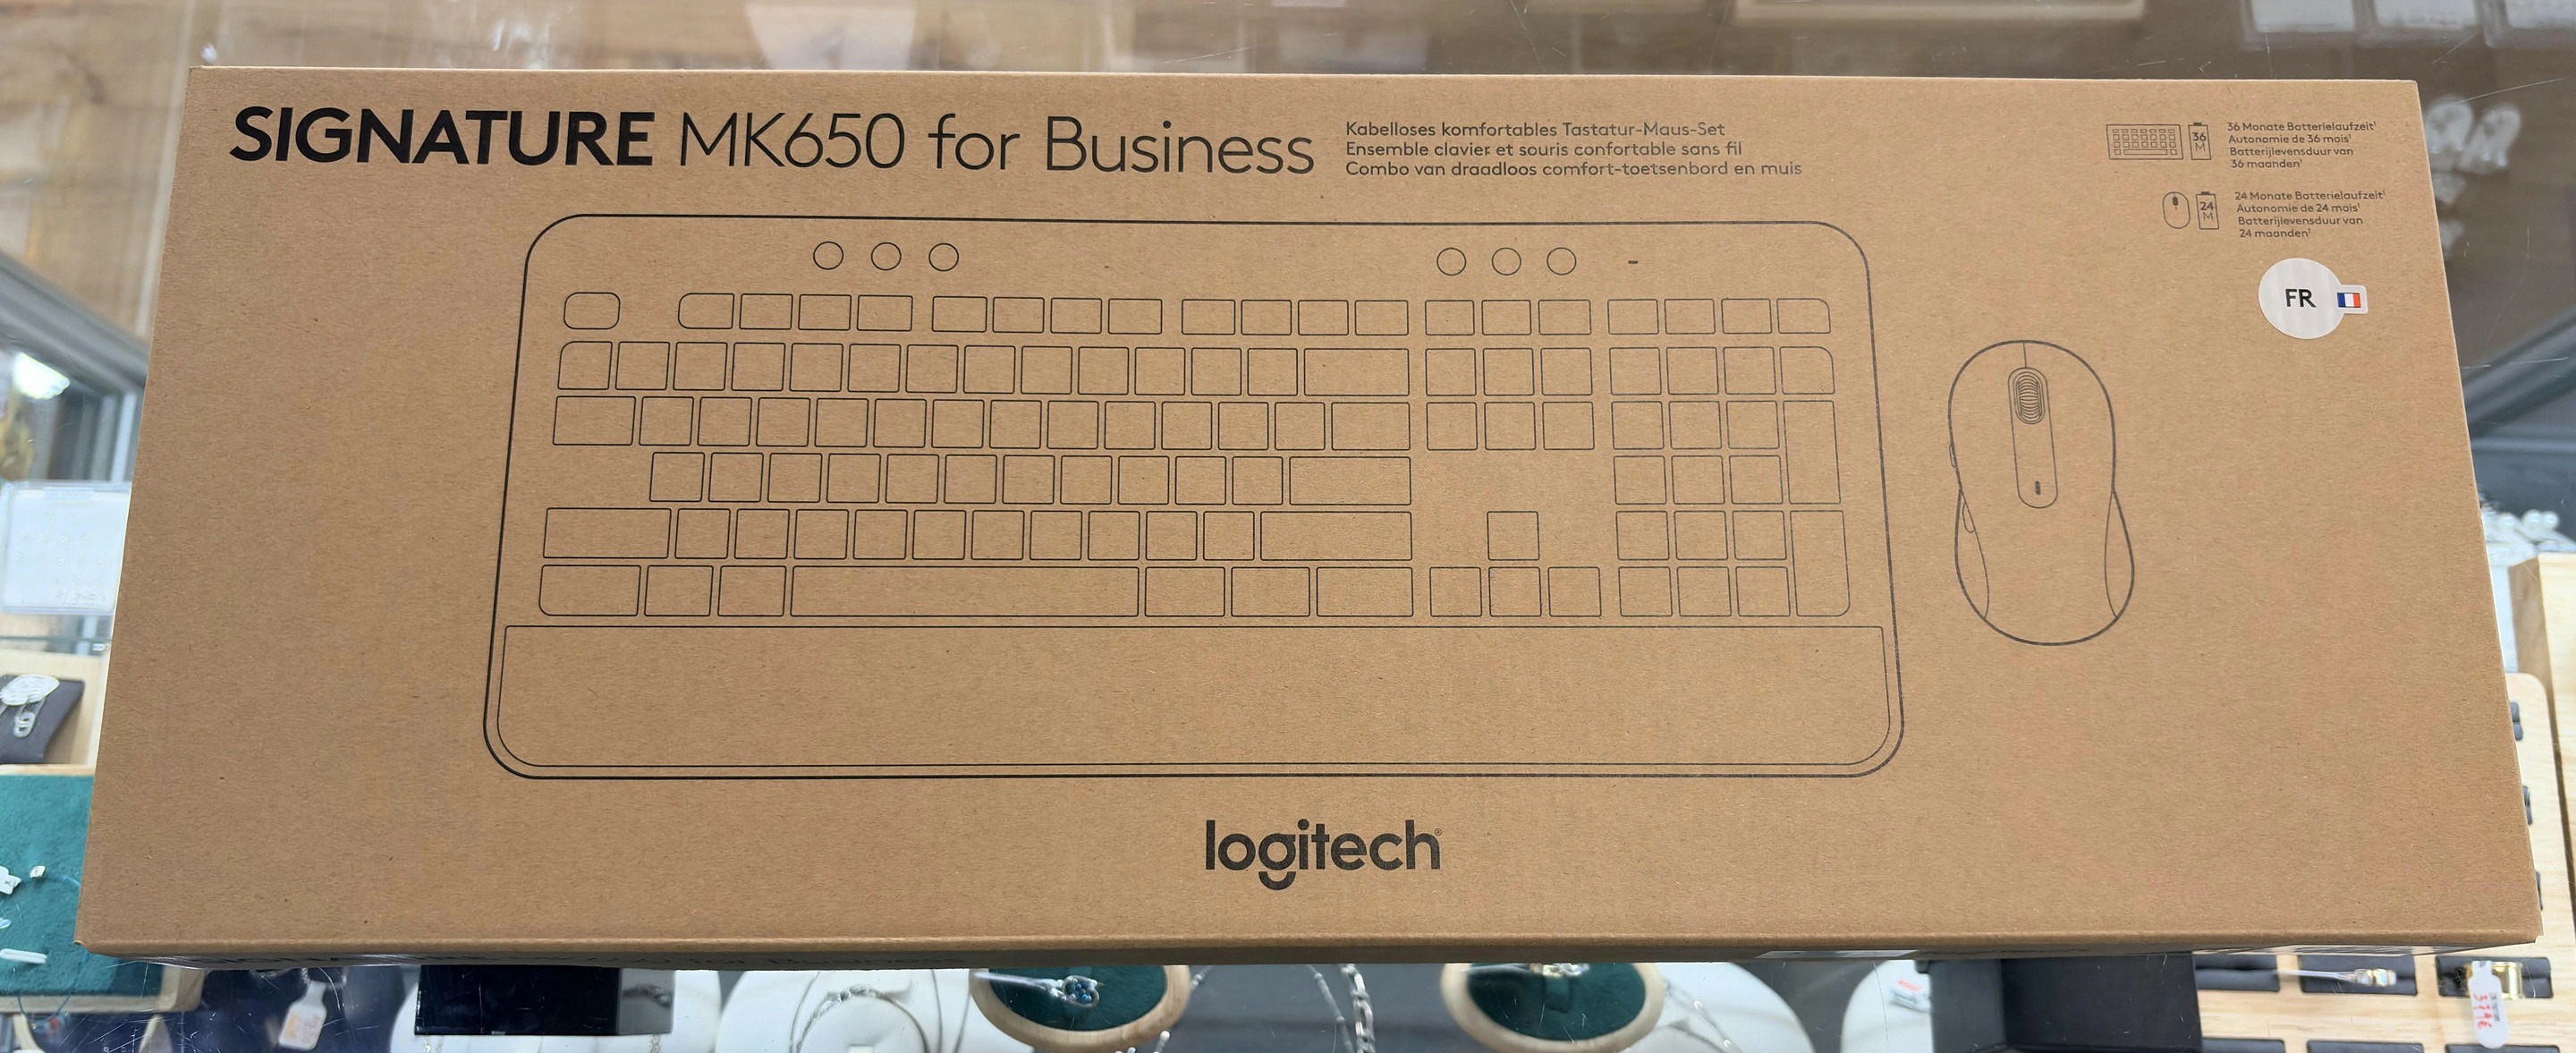 SIGNATURE MK650 for Business
Kabelloses komfortables Tastatur-Maus-Set
Ensemble clavier et souris confortable sans fil
Combo van draadloos comfort-toetsenbord en muis
36
M
36 Monate Batterielaufzeit¹
Autonomie de 36 mois¹
Batterijlevensduur van
36 maanden¹
24
M
24 Monate Batterielaufzeit¹
Autonomie de 24 mois¹
Batterijlevensduur van
24 maanden¹
FR
logitech®